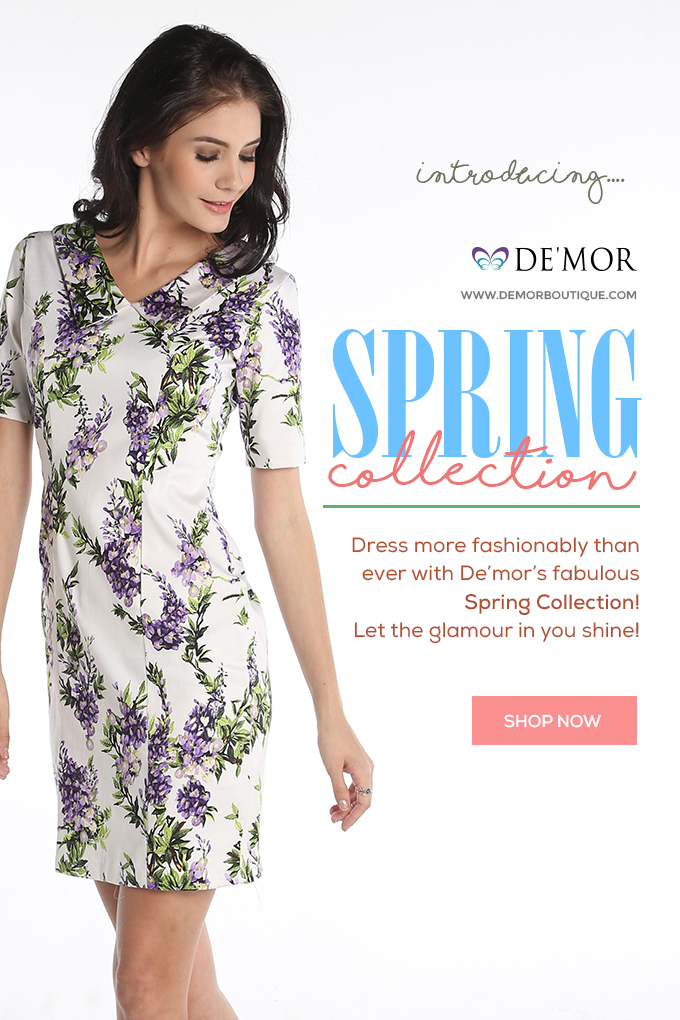 introducing....
DE'MOR
WWW.DEMORBOUTIQUE.COM
SPRING
collection
Dress more fashionably than
ever with De’mor’s fabulous
Spring Collection!
Let the glamour in you shine!
SHOP NOW